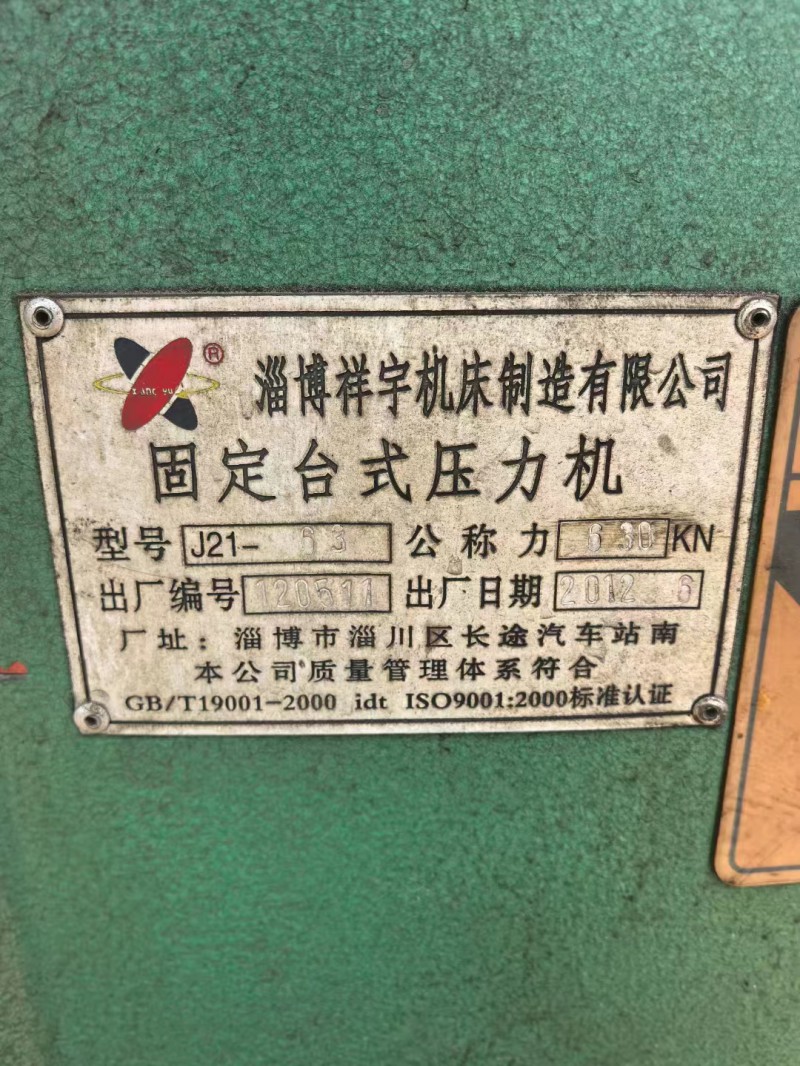 XIANG YU ®
淄博祥宇机床制造有限公司
固定台式压力机
型号 J21- 63 公称力 630 KN
出厂编号 120511 出厂日期 2012 6
厂址：淄博市淄川区长途汽车站南
本公司质量管理体系符合
GB/T19001-2000 idt ISO9001:2000标准认证